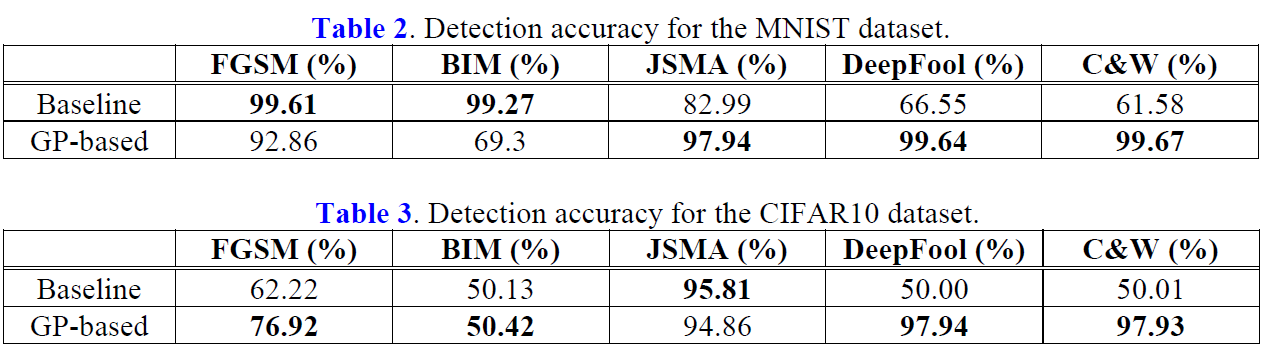 Table 2. Detection accuracy for the MNIST dataset.
FGSM (%) BIM (%) JSMA (%) DeepFool (%) C&W (%)
Baseline 99.61 99.27 82.99 66.55 61.58
GP-based 92.86 69.3 97.94 99.64 99.67
Table 3. Detection accuracy for the CIFAR10 dataset.
FGSM (%) BIM (%) JSMA (%) DeepFool (%) C&W (%)
Baseline 62.22 50.13 95.81 50.00 50.01
GP-based 76.92 50.42 94.86 97.94 97.93